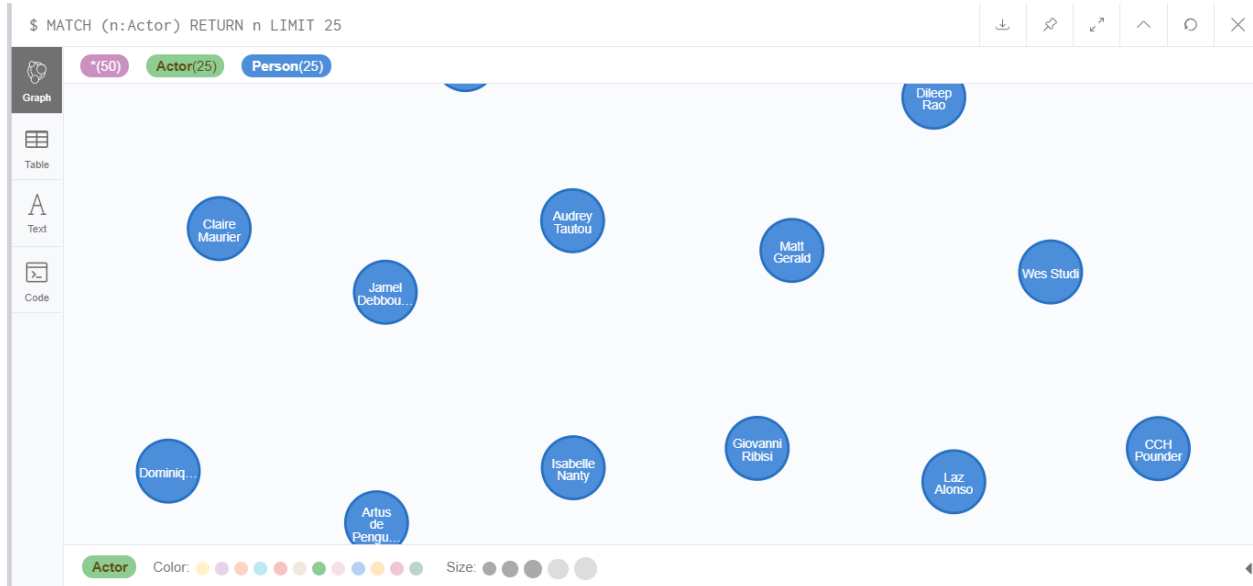 $ MATCH (n:Actor) RETURN n LIMIT 25
*(50) Actor(25) Person(25)
Graph
Table
Text
Code
Dileep
Rao
Claire
Maurier
Audrey
Tautou
Matt
Gerald
Wes Studi
Jamel
Debbou...
Giovanni
Ribisi
CCH
Pounder
Dominiq...
Isabelle
Nanty
Laz
Alonso
Artus
de
Pengu...
Actor Color: Size: